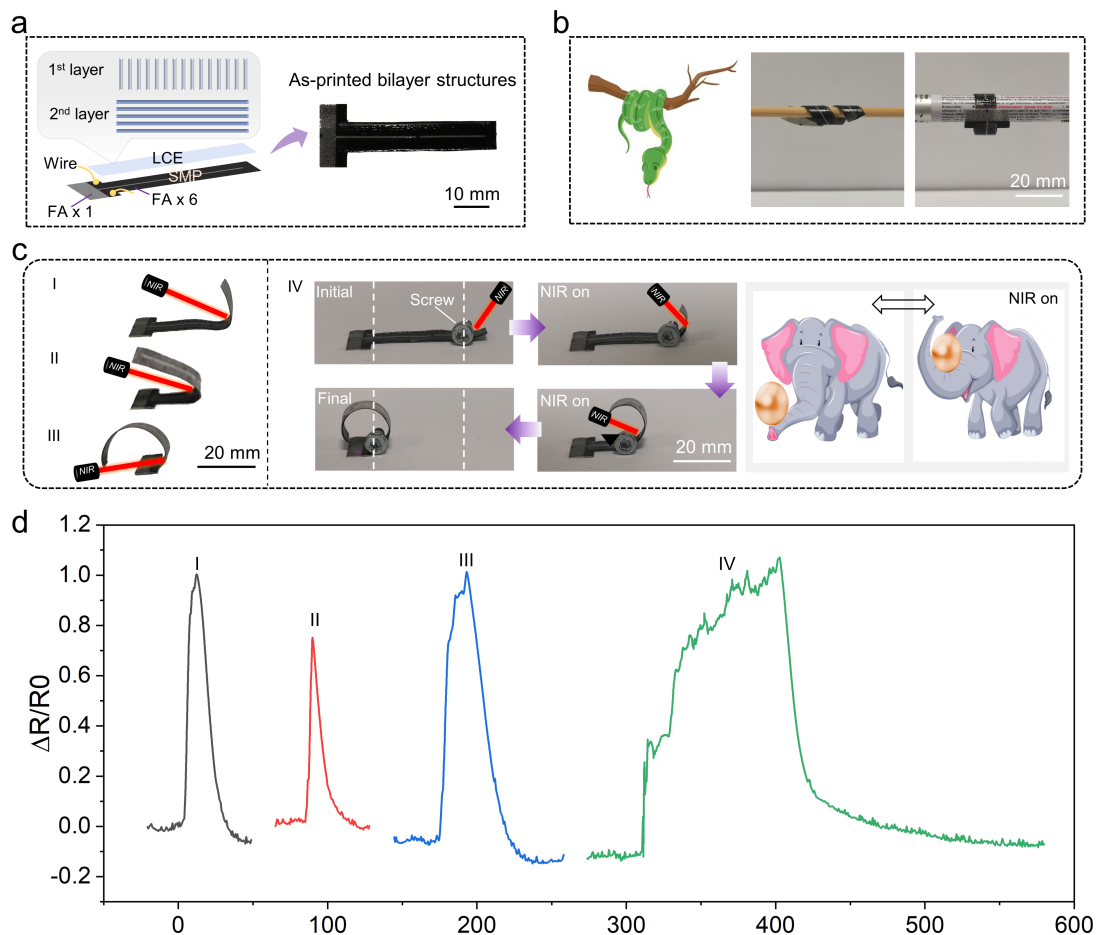 a
1st layer
2nd layer
Wire
LCE
SMP
FA x 1
FA x 6
As-printed bilayer structures
10 mm
b
20 mm
c
I
NIR
II
NIR
III
NIR
20 mm
IV
Initial
Screw
NIR
NIR on
NIR
Final
NIR on
NIR
20 mm
NIR on
d
ΔR/R0
1.2
1.0
0.8
0.6
0.4
0.2
0.0
-0.2
I
II
III
IV
0
100
200
300
400
500
600